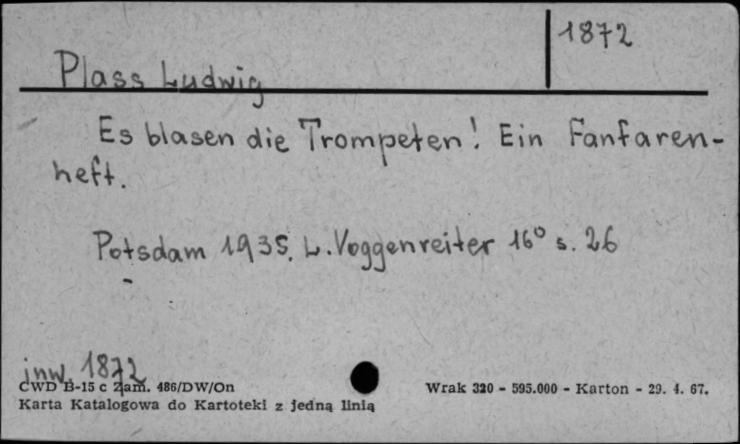 1872
Plass Ludwig
Es blasen die Trompeten! Ein Fanfaren-
heft.
Potsdam 1935. L. Voggenreiter 16° s. 26
inw. 1872
CWD B-15 c Zam. 486/DW/On
Wrak 320 - 595.000 - Karton - 29. 4. 67.
Karta Katalogowa do Kartoteki z jedną linią